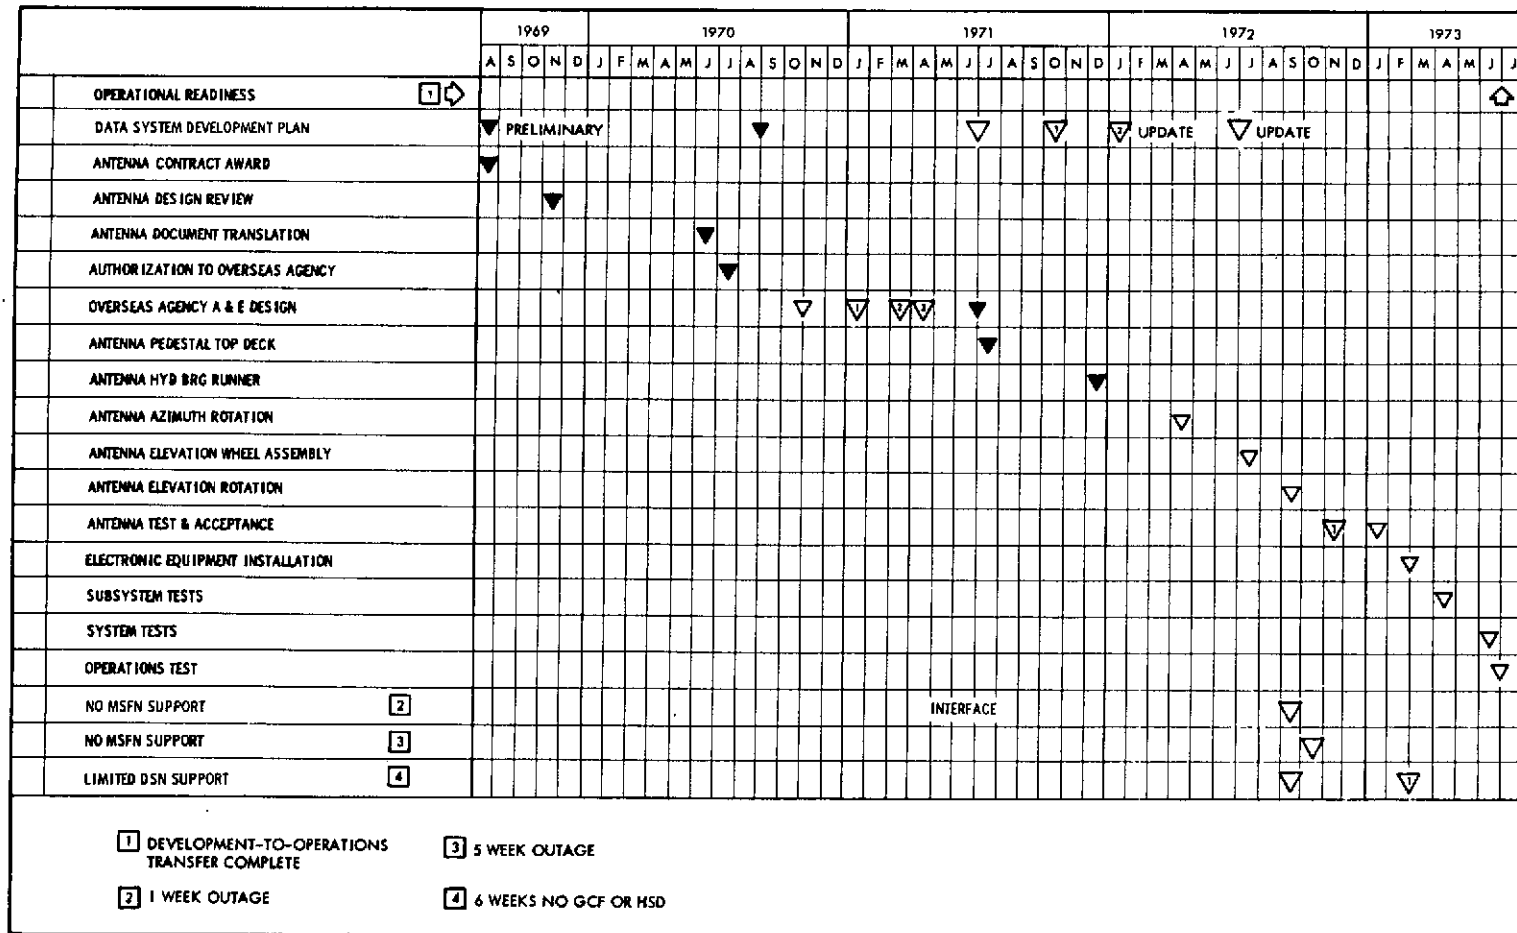 1969 1970 1971 1972 1973
A S O N D J F M A M J J A S O N D J F M A M J J A S O N D J F M A M J J A S O N D J F M A M J J
OPERATIONAL READINESS 1
DATA SYSTEM DEVELOPMENT PLAN PRELIMINARY 1 2 UPDATE UPDATE
ANTENNA CONTRACT AWARD
ANTENNA DESIGN REVIEW
ANTENNA DOCUMENT TRANSLATION
AUTHORIZATION TO OVERSEAS AGENCY
OVERSEAS AGENCY A & E DESIGN 1 2 3
ANTENNA PEDESTAL TOP DECK
ANTENNA HYD BRG RUNNER
ANTENNA AZIMUTH ROTATION
ANTENNA ELEVATION WHEEL ASSEMBLY
ANTENNA ELEVATION ROTATION
ANTENNA TEST & ACCEPTANCE 1
ELECTRONIC EQUIPMENT INSTALLATION
SUBSYSTEM TESTS
SYSTEM TESTS
OPERATIONS TEST
NO MSFN SUPPORT 2 INTERFACE
NO MSFN SUPPORT 3
LIMITED DSN SUPPORT 4 1
1 DEVELOPMENT-TO-OPERATIONS
TRANSFER COMPLETE
2 1 WEEK OUTAGE
3 5 WEEK OUTAGE
4 6 WEEKS NO GCF OR HSD